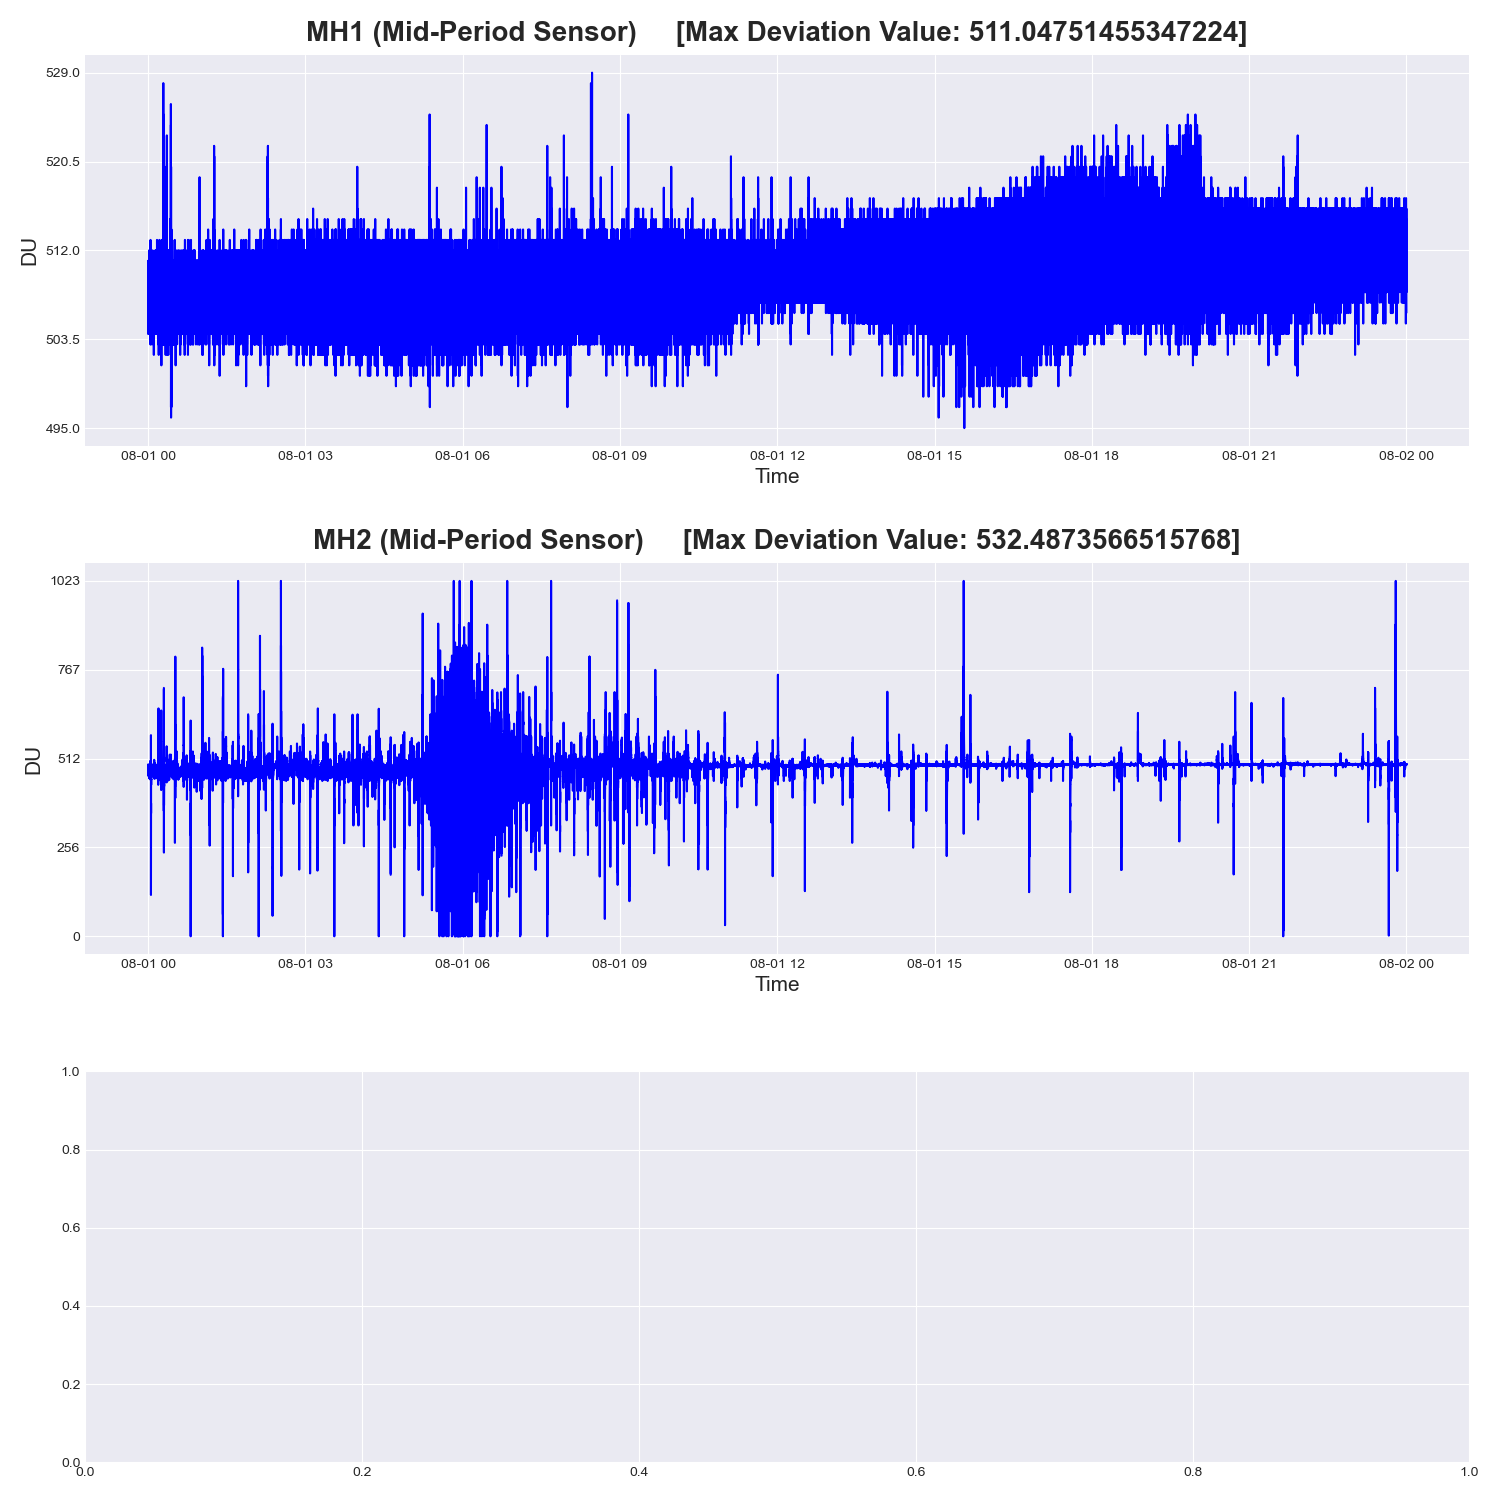 MH1 (Mid-Period Sensor) [Max Deviation Value: 511.04751455347224]
529.0
520.5
512.0
503.5
495.0
DU
08-01 00 08-01 03 08-01 06 08-01 09 08-01 12 08-01 15 08-01 18 08-01 21 08-02 00
Time
MH2 (Mid-Period Sensor) [Max Deviation Value: 532.4873566515768]
1023
767
512
256
0
DU
08-01 00 08-01 03 08-01 06 08-01 09 08-01 12 08-01 15 08-01 18 08-01 21 08-02 00
Time
1.0
0.8
0.6
0.4
0.2
0.0
0.0 0.2 0.4 0.6 0.8 1.0